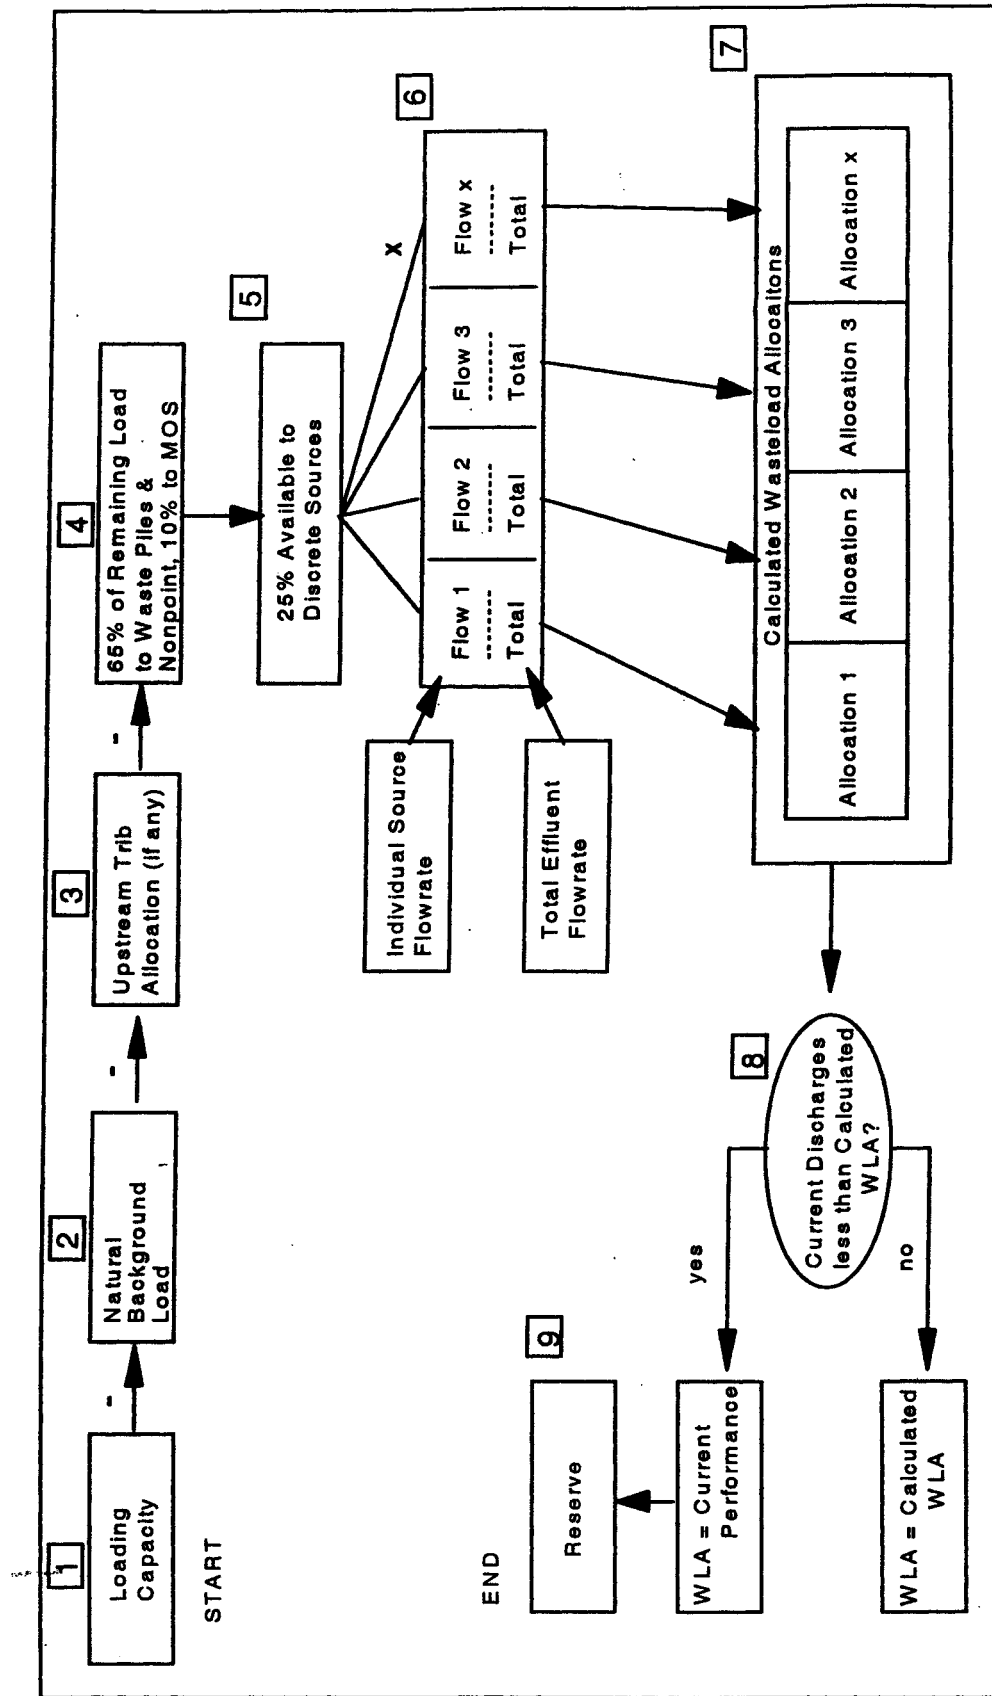 1
Loading
Capacity
START
-
2
Natural
Background
Load
-
3
Upstream Trib
Allocation (if any)
-
4
65% of Remaining Load
to Waste Piles &
Nonpoint, 10% to MOS
5
25% Available to
Discrete Sources
x
6
Individual Source
Flowrate
Total Effluent
Flowrate
Flow 1
--------
Total
Flow 2
--------
Total
Flow 3
--------
Total
Flow x
--------
Total
7
Calculated Wasteload Allocaitons
Allocation 1
Allocation 2
Allocation 3
Allocation x
8
Current Discharges
less than Calculated
WLA?
yes
no
WLA = Current
Performance
WLA = Calculated
WLA
9
Reserve
END